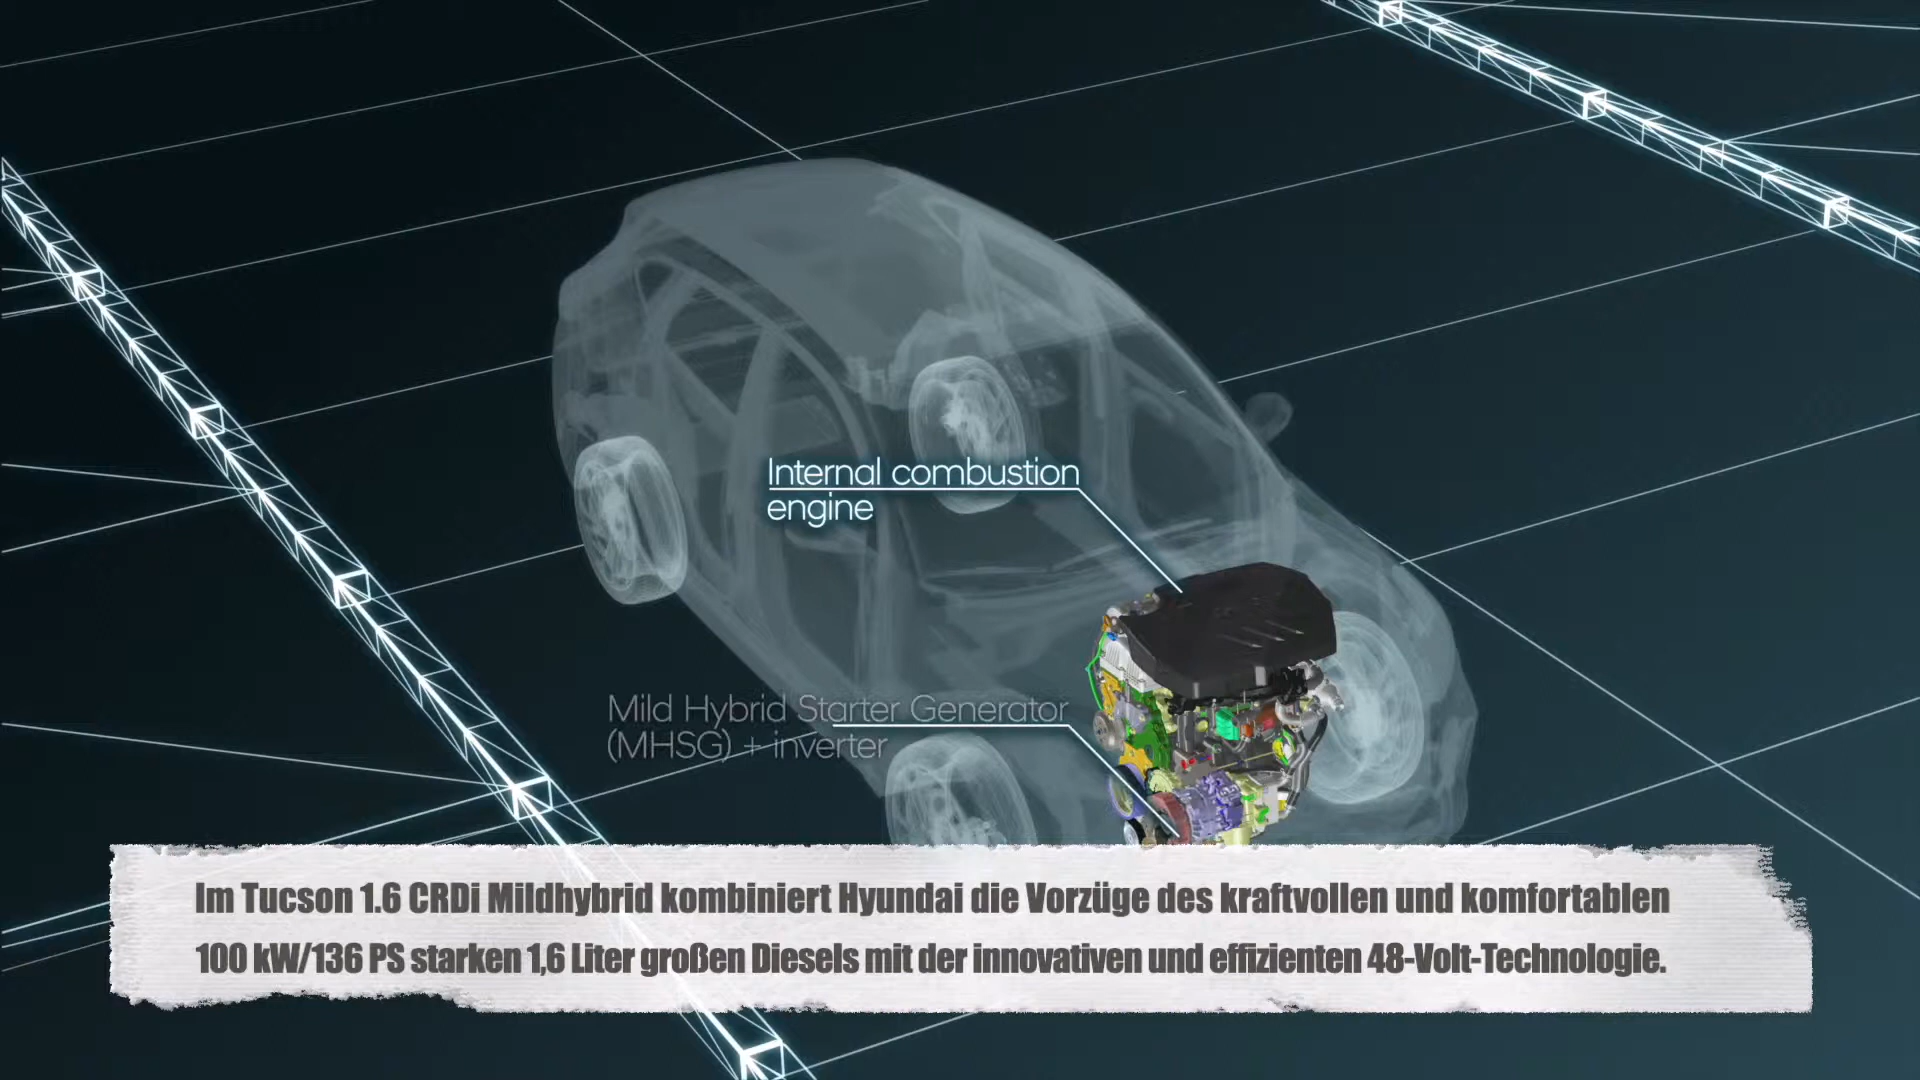 Internal combustion
engine
Mild Hybrid Starter Generator
(MHSG) + inverter
Im Tucson 1.6 CRDi Mildhybrid kombiniert Hyundai die Vorzüge des kraftvollen und komfortablen
100 kW/136 PS starken 1,6 Liter großen Diesels mit der innovativen und effizienten 48-Volt-Technologie.